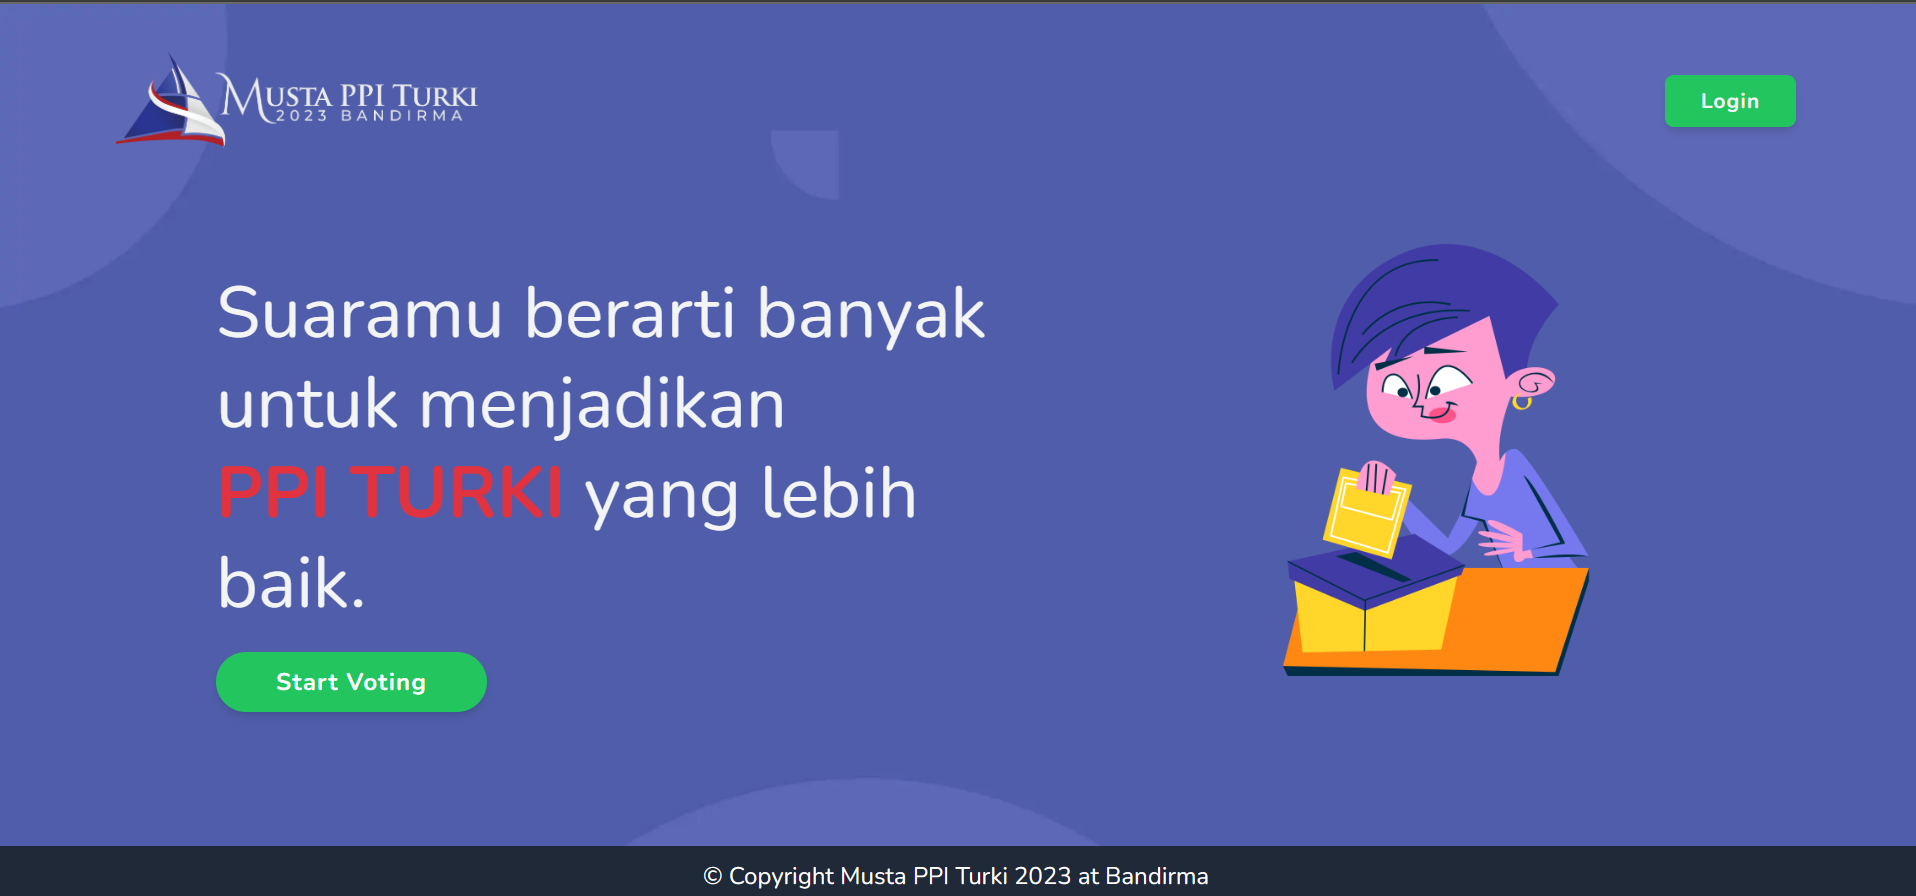 MUSTA PPI TURKI
2023 BANDIRMA
Login
Suaramu berarti banyak
untuk menjadikan
PPI TURKI yang lebih
baik.
Start Voting
© Copyright Musta PPI Turki 2023 at Bandirma